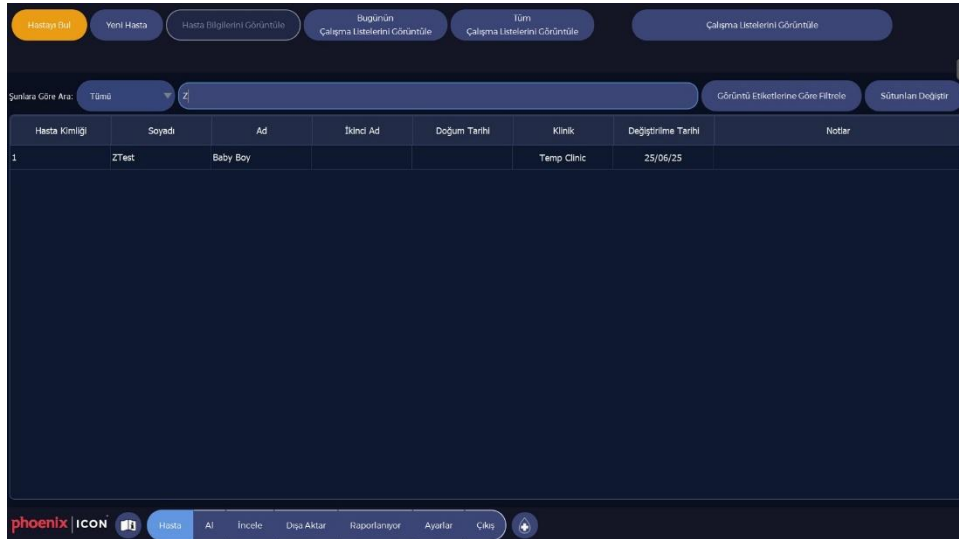 Hastayı Bul
Yeni Hasta
Hasta Bilgilerini Görüntüle
Bugünün
Çalışma Listelerini Görüntüle
Tüm
Çalışma Listelerini Görüntüle
Çalışma Listelerini Görüntüle
Şunlara Göre Ara: Tümü Z Görüntü Etiketlerine Göre Filtrele Sütunları Değiştir
Hasta Kimliği Soyadı Ad İkinci Ad Doğum Tarihi Klinik Değiştirilme Tarihi Notlar
1 ZTest Baby Boy Temp Clinic 25/06/25
phoenix ICON Hasta Al İncele Dışa Aktar Raporlanıyor Ayarlar Çıkış